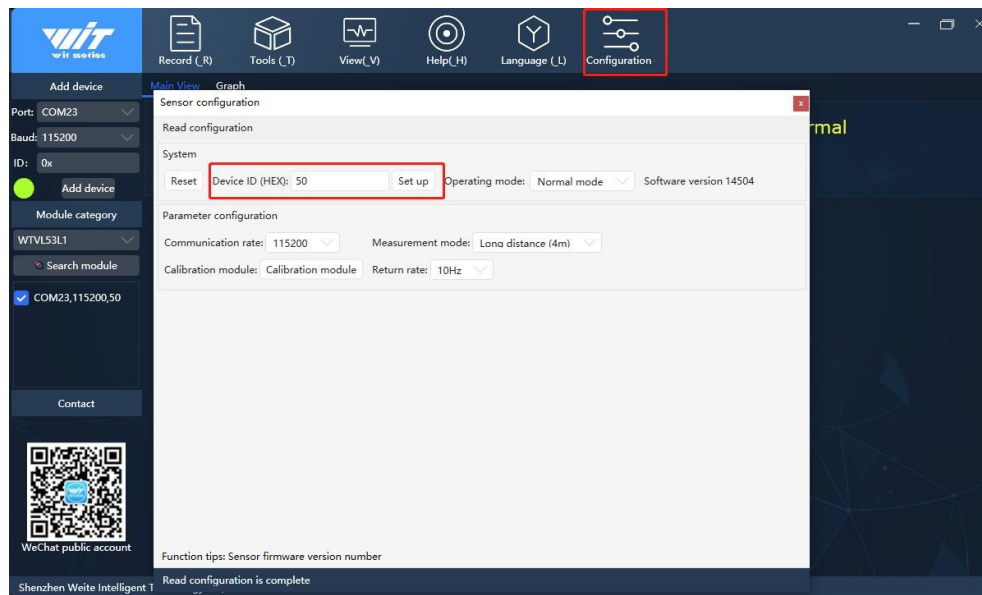 wit motion
Record (_R) Tools (_T) View(_V) Help(_H) Language (_L) Configuration
Add device
Main View Graph
Port: COM23
Baud: 115200
ID: 0x
Add device
Module category
WTVL53L1
Search module
COM23,115200,50
Contact
WeChat public account
Shenzhen Weite Intelligent T
rmal
Sensor configuration
x
Read configuration
System
Reset Device ID (HEX): 50 Set up Operating mode: Normal mode Software version 14504
Parameter configuration
Communication rate: 115200 Measurement mode: Long distance (4m)
Calibration module: Calibration module Return rate: 10Hz
Function tips: Sensor firmware version number
Read configuration is complete